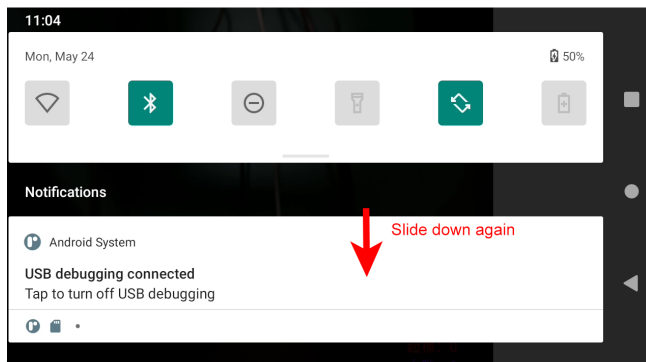 11:04
Mon, May 24
50%
Notifications
Slide down again
Android System
USB debugging connected
Tap to turn off USB debugging